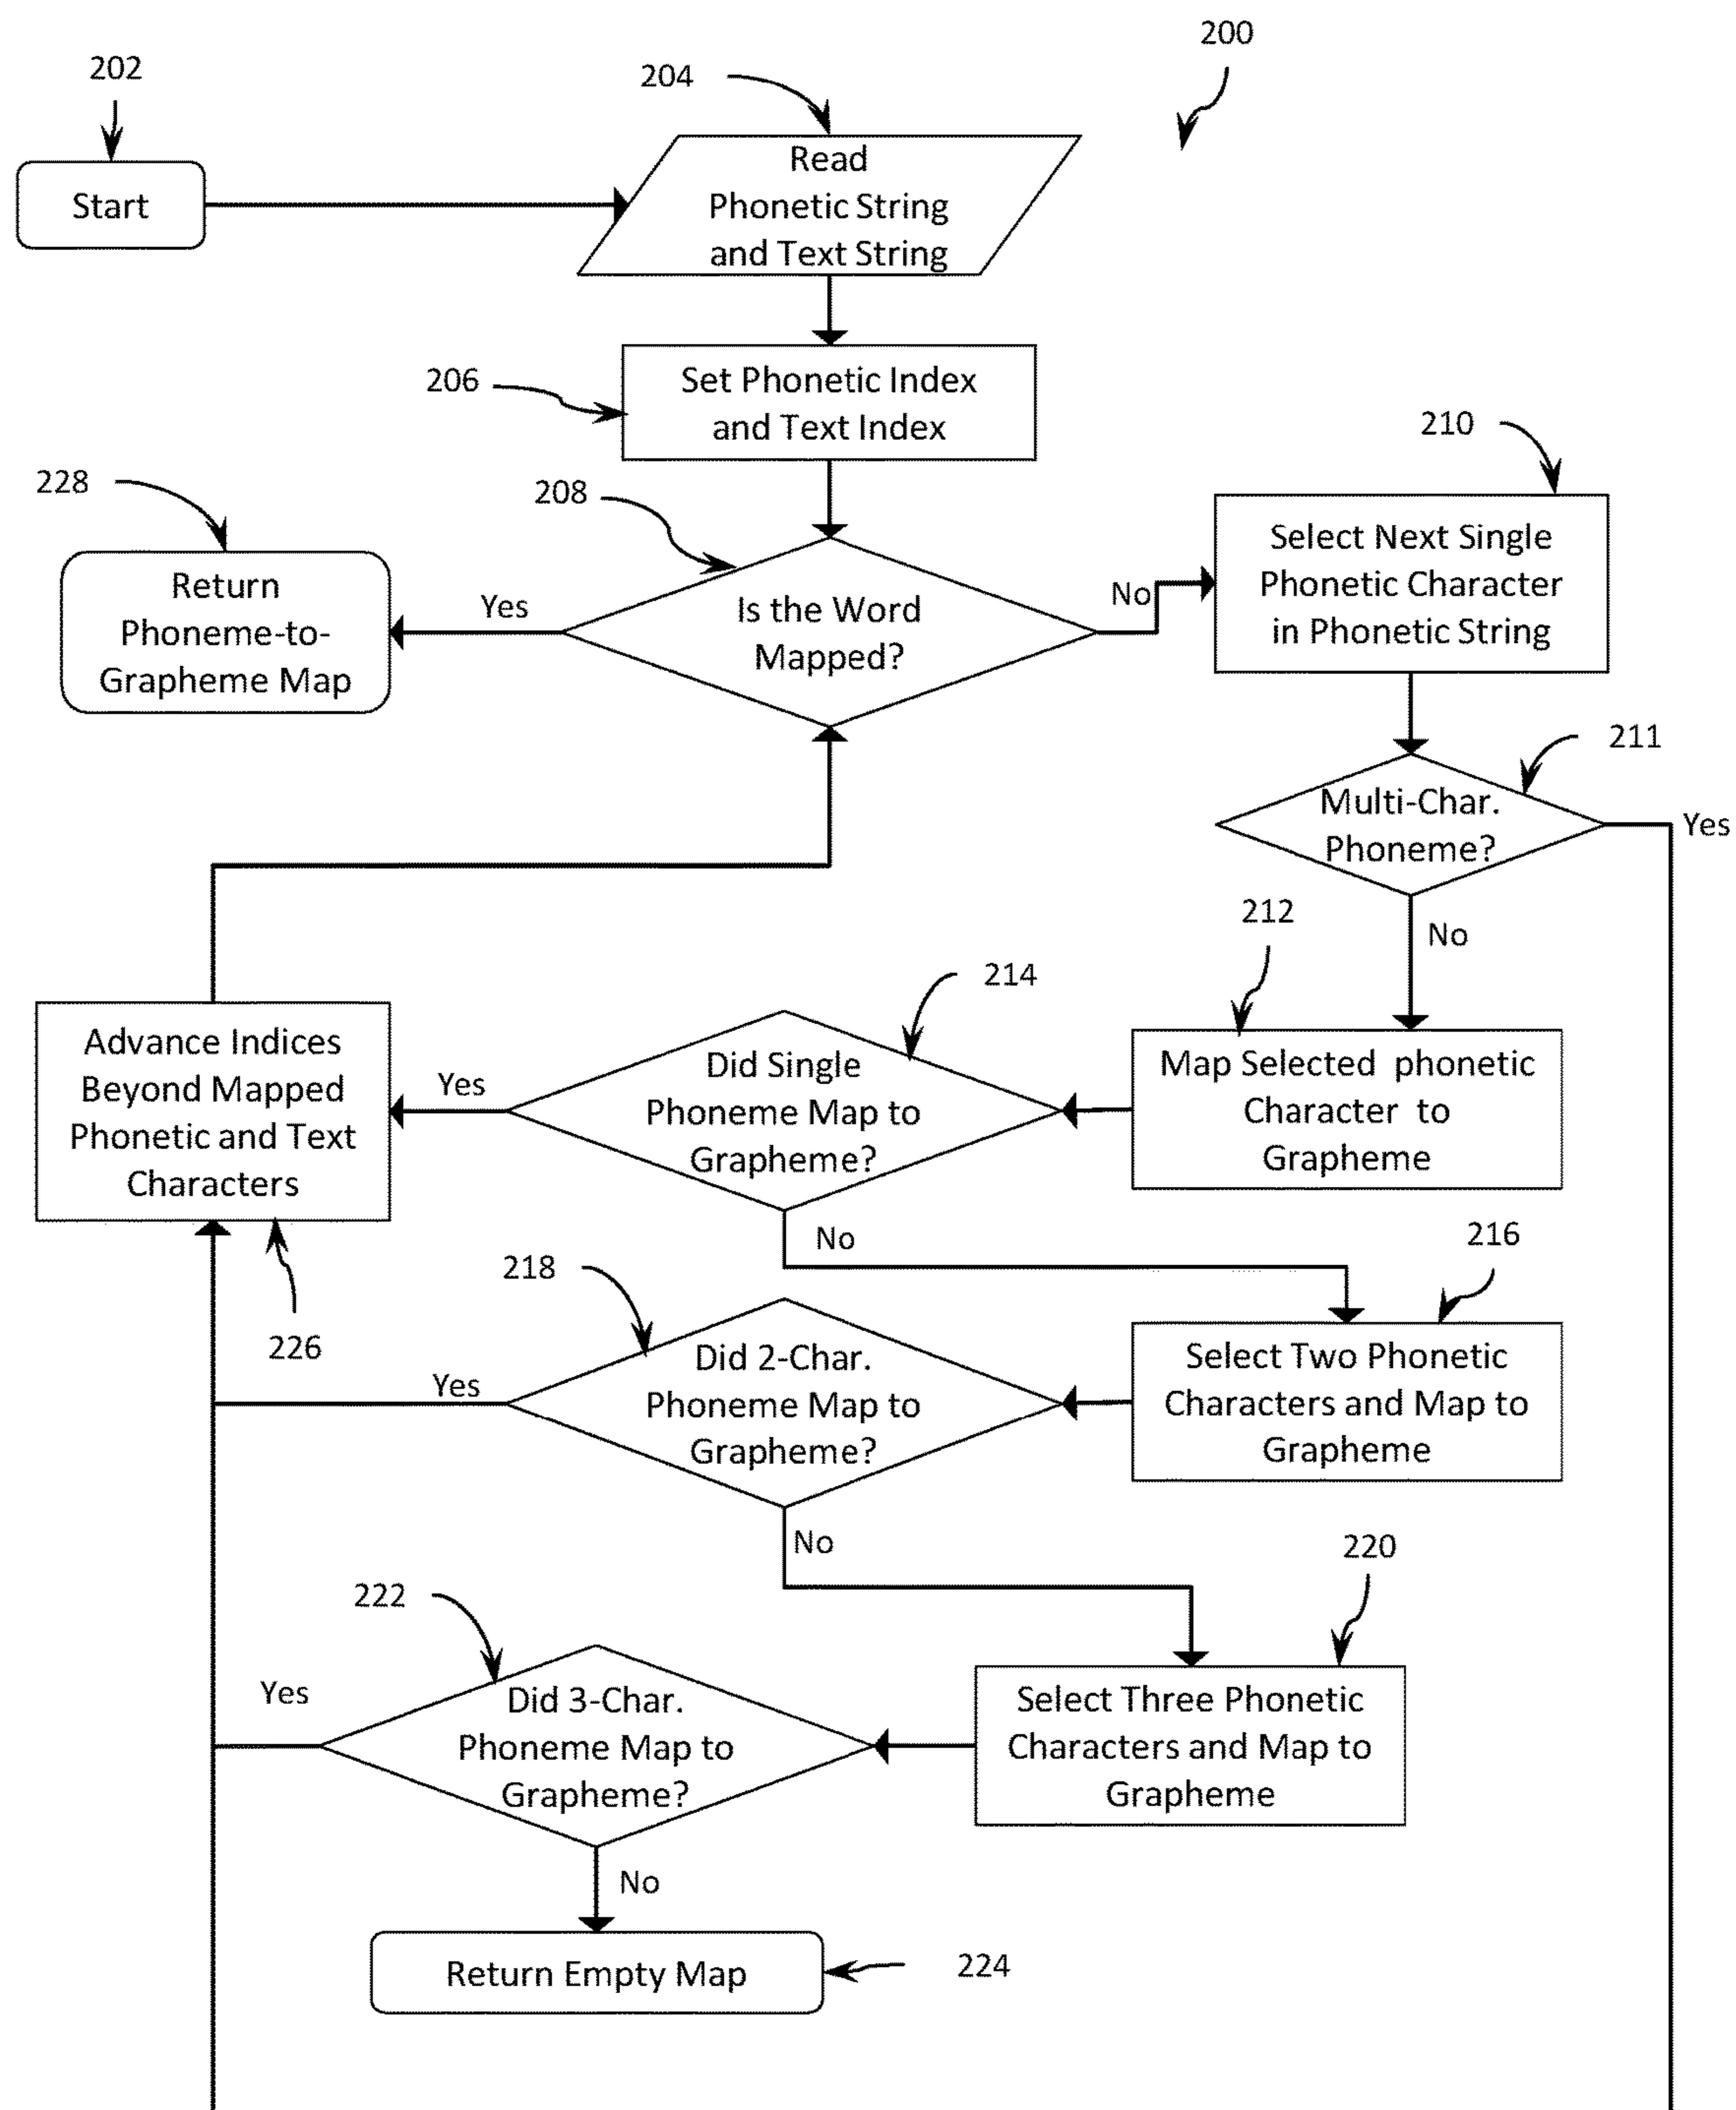 200
202
204
Start
Read
Phonetic String
and Text String
206
Set Phonetic Index
and Text Index
210
228
208
Return
Phoneme-to-
Grapheme Map
Yes
Is the Word
Mapped?
No
Select Next Single
Phonetic Character
in Phonetic String
211
Multi-Char.
Phoneme?
Yes
No
212
214
Advance Indices
Beyond Mapped
Phonetic and Text
Characters
Yes
Did Single
Phoneme Map to
Grapheme?
Map Selected phonetic
Character to
Grapheme
No
216
218
226
Yes
Did 2-Char.
Phoneme Map to
Grapheme?
Select Two Phonetic
Characters and Map to
Grapheme
No
220
222
Yes
Did 3-Char.
Phoneme Map to
Grapheme?
Select Three Phonetic
Characters and Map to
Grapheme
No
Return Empty Map
224